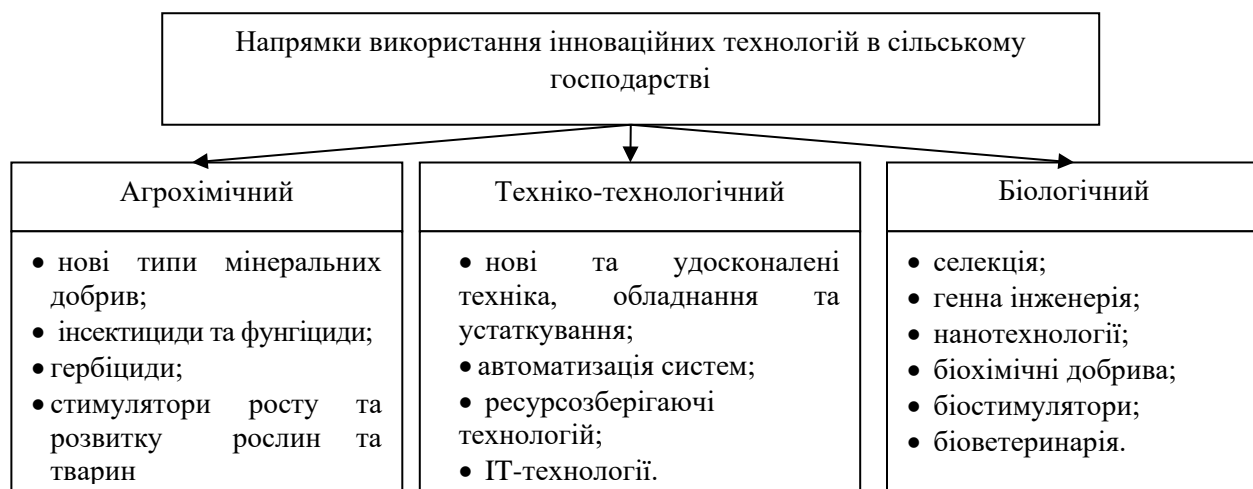 Напрямки використання інноваційних технологій в сільському
господарстві
Агрохімічний
• нові типи мінеральних
добрив;
• інсектициди та фунгіциди;
• гербіциди;
• стимулятори росту та
розвитку рослин та
тварин
Техніко-технологічний
• нові та удосконалені
техніка, обладнання та
устаткування;
• автоматизація систем;
• ресурсозберігаючі
технологій;
• ІТ-технології.
Біологічний
• селекція;
• генна інженерія;
• нанотехнології;
• біохімічні добрива;
• біостимулятори;
• біоветеринарія.